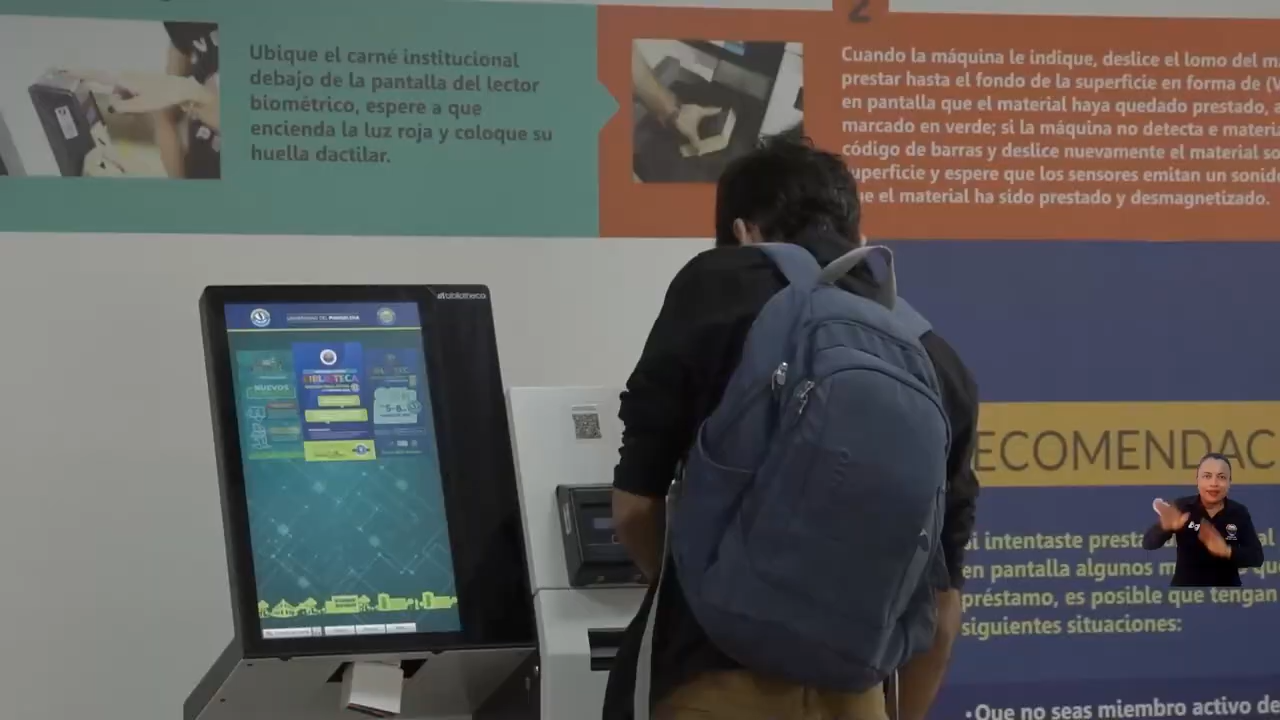 Ubique el carné institucional
debajo de la pantalla del lector
biométrico, espere a que
encienda la luz roja y coloque su
huella dactilar.
2
Cuando la máquina le indique, deslice el lomo del m
prestar hasta el fondo de la superficie en forma de (V
en pantalla que el material haya quedado prestado, a
marcado en verde; si la máquina no detecta e materi
código de barras y deslice nuevamente el material so
uperficie y espere que los sensores emitan un sonid
e el material ha sido prestado y desmagnetizado.
bibliotheca
NUEVOS
BIBLIOTECA
ECOMENDAC
si intentaste presta al
en pantalla algunos m que
préstamo, es posible que tengan
siguientes situaciones:
•Que no seas miembro activo de